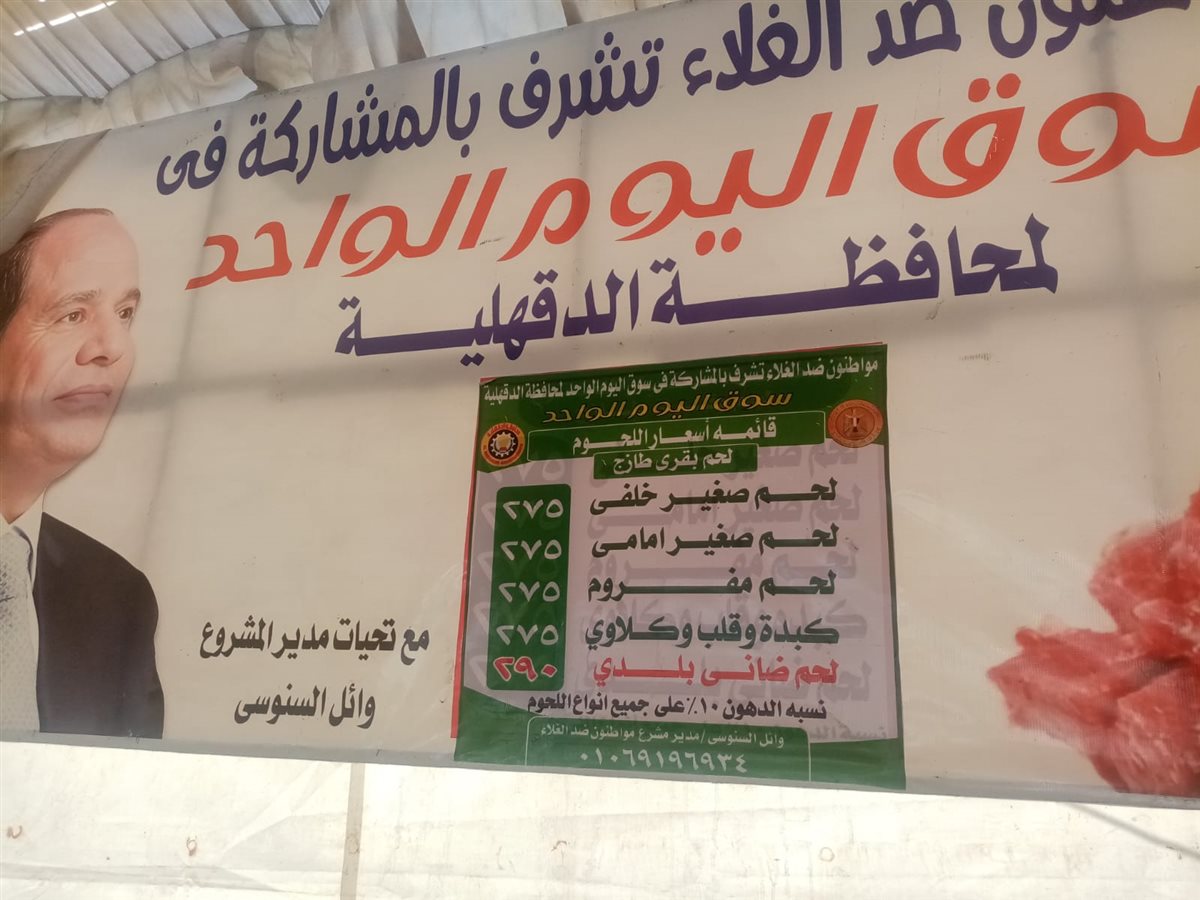 ضد الغلاء تشرف بالمشاركة فى
سوق اليوم الواحد
لمحافظة الدقهلية
مواطنون ضد الغلاء تشرف بالمشاركة فى سوق اليوم الواحد لمحافظة الدقهلية
سوق اليوم الواحد
قائمه أسعار اللحوم
لحم بقرى طازج
لحم صغير خلفى ٢٧٥
لحم صغير امامى ٢٧٥
لحم مفروم ٢٧٥
كبدة وقلب وكلاوي ٢٧٥
لحم ضانى بلدي ٢٩٠
نسبه الدهون ١٠٪ على جميع انواع اللحوم
وائل السنوسى / مدير مشرع مواطنون ضد الغلاء
٠١٠٦٩١٩٦٩٣٤
مع تحيات مدير المشروع
وائل السنوسى